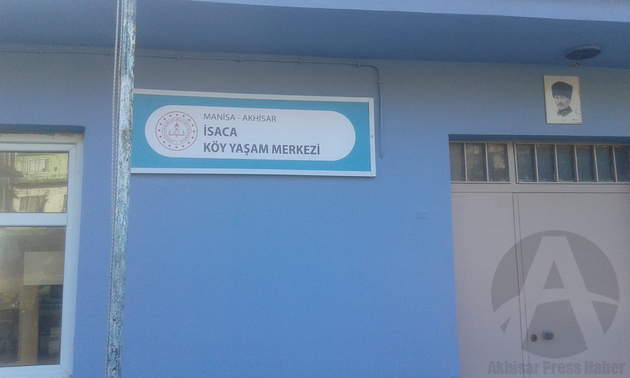 MANİSA - AKHİSAR
İSACA
KÖY YAŞAM MERKEZİ
Akhisar Press Haber